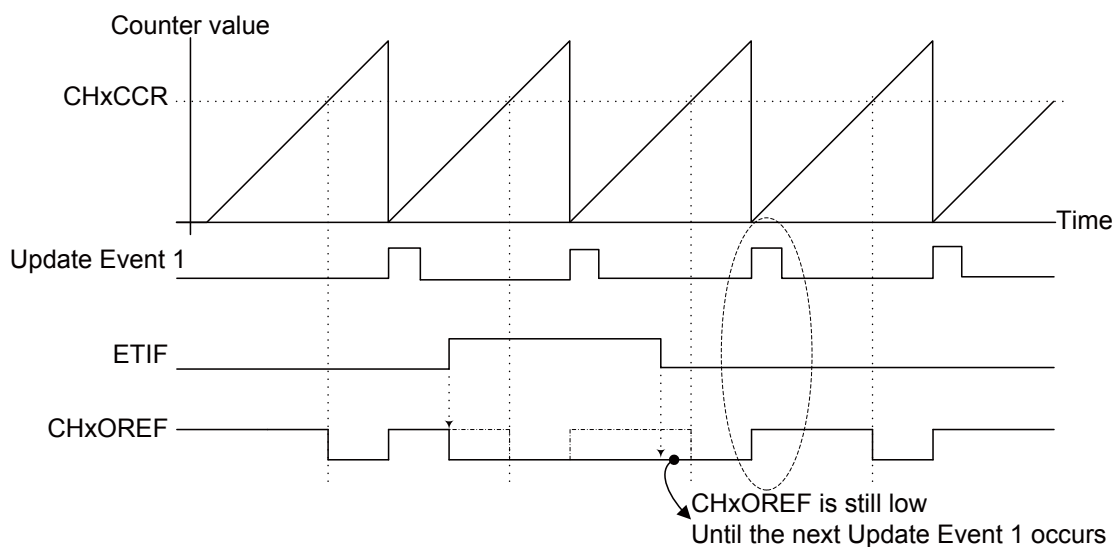 Counter value
CHxCCR
Time
Update Event 1
ETIF
CHxOREF
CHxOREF is still low
Until the next Update Event 1 occurs